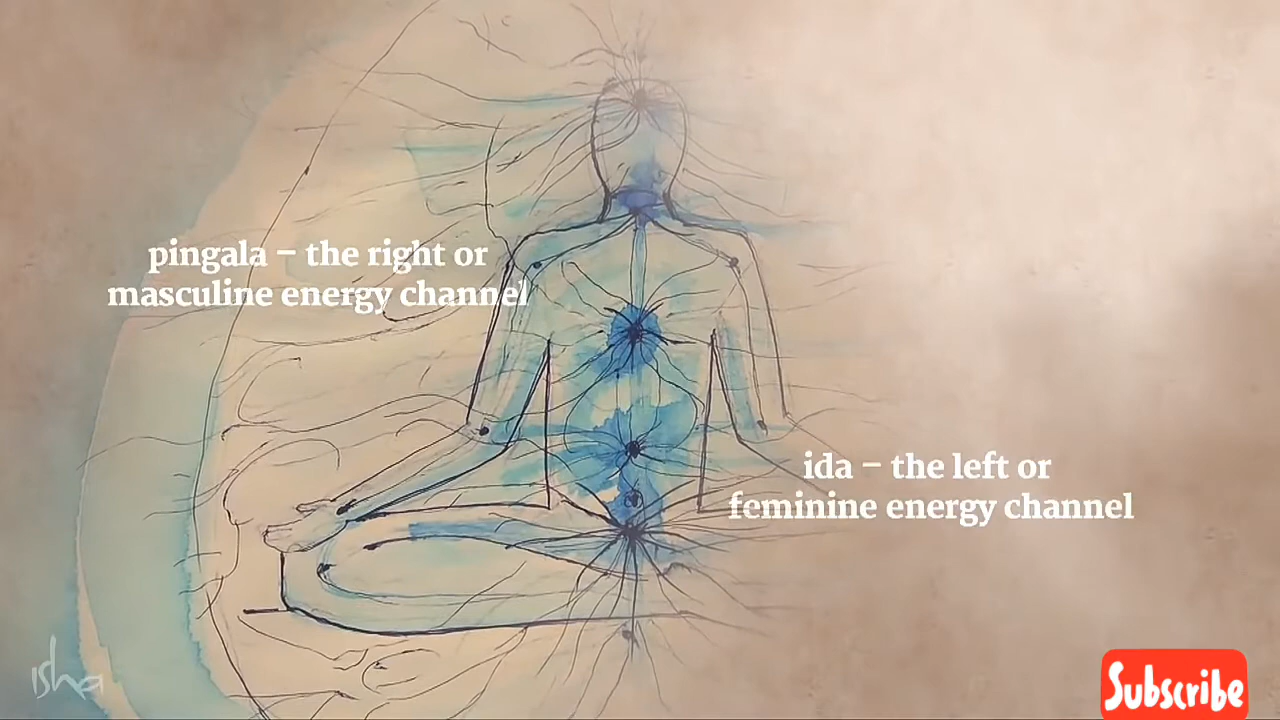 pingala – the right or
masculine energy channel
ida – the left or
feminine energy channel
isha
Subscribe